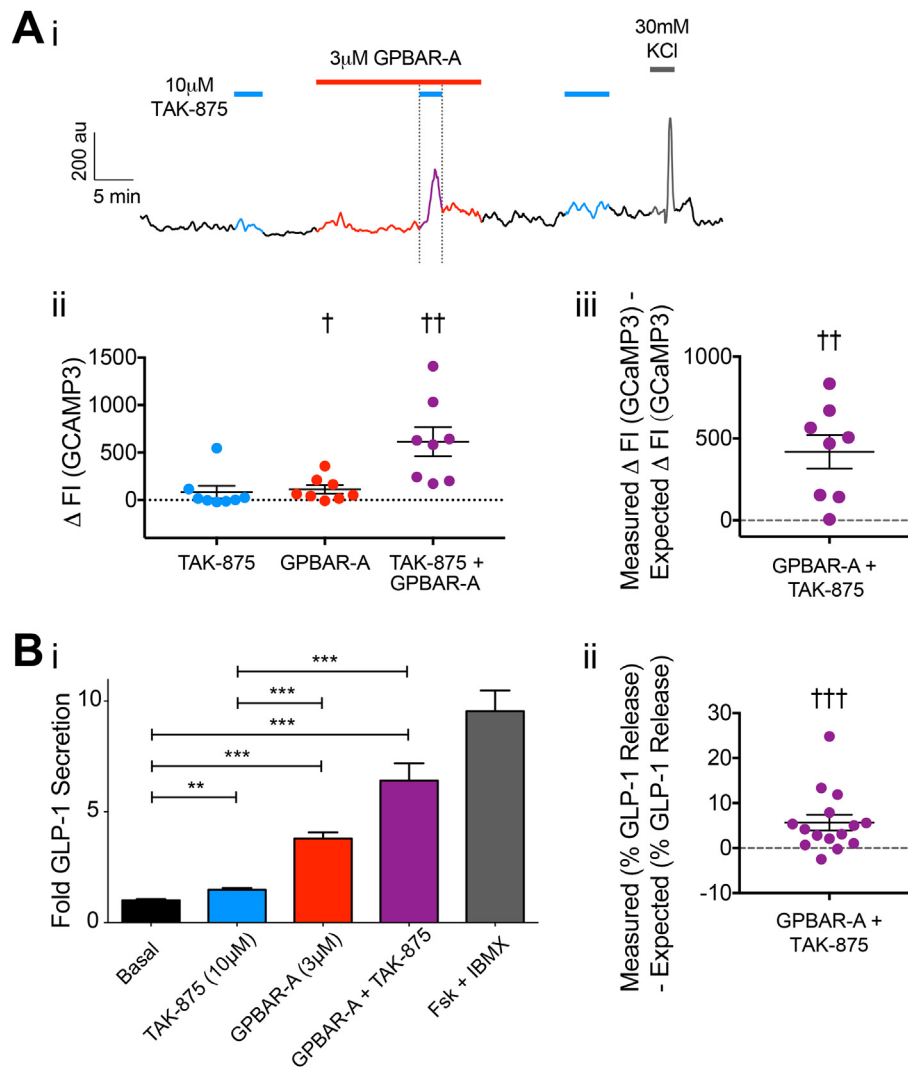 A i
30mM
KCl
3μM GPBAR-A
10μM
TAK-875
200 au
5 min
ii
† ††
Δ FI (GCAMP3)
1500
1000
500
0
TAK-875 GPBAR-A TAK-875 +
GPBAR-A
iii
††
Measured Δ FI (GCaMP3) -
Expected Δ FI (GCaMP3)
1000
500
0
GPBAR-A +
TAK-875
B i
***
***
***
***
**
Fold GLP-1 Secretion
10
5
0
Basal
TAK-875 (10μM)
GPBAR-A (3μM)
GPBAR-A + TAK-875
Fsk + IBMX
ii
†††
Measured (% GLP-1 Release)
- Expected (% GLP-1 Release)
30
20
10
0
-10
GPBAR-A +
TAK-875